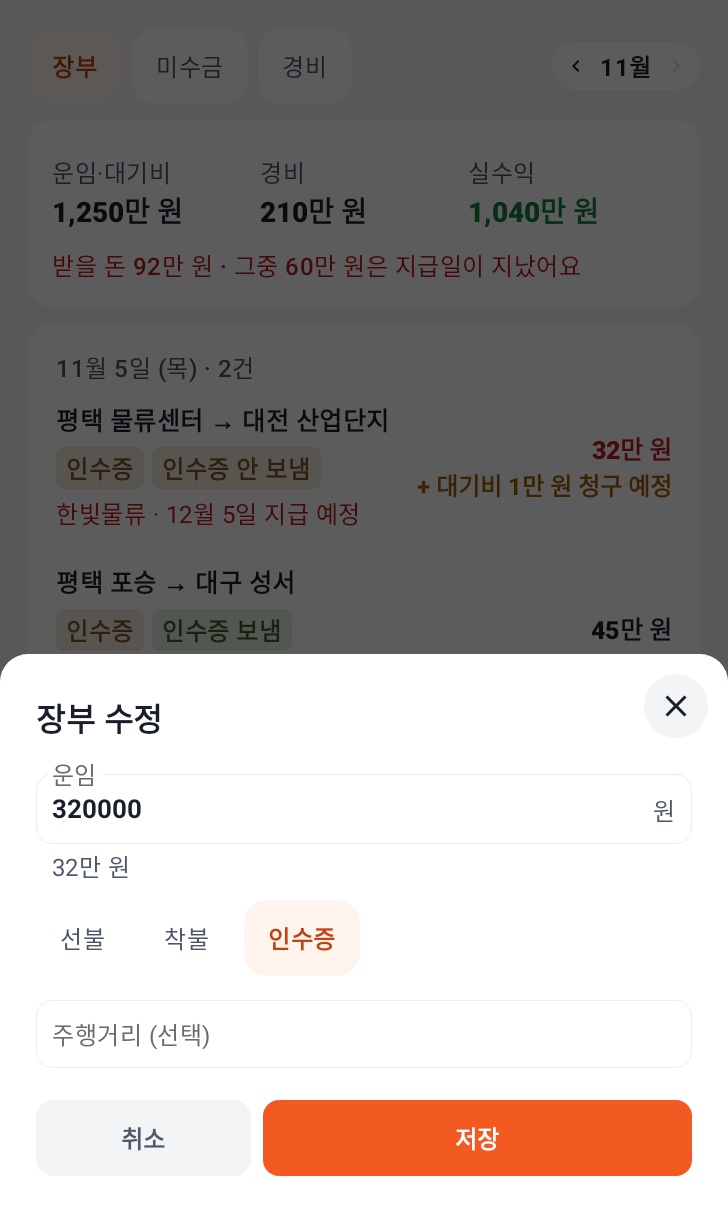 장부
미수금
경비
11월
운임·대기비
경비
실수익
1,250만 원
210만 원
1,040만 원
받을 돈 92만 원 · 그중 60만 원은 지급일이 지났어요
11월 5일 (목) · 2건
평택 물류센터 → 대전 산업단지
인수증
인수증 안 보냄
32만 원
+ 대기비 1만 원 청구 예정
한빛물류 · 12월 5일 지급 예정
평택 포승 → 대구 성서
인수증
인수증 보냄
45만 원
장부 수정
운임
320000
원
32만 원
선불
착불
인수증
주행거리 (선택)
취소
저장